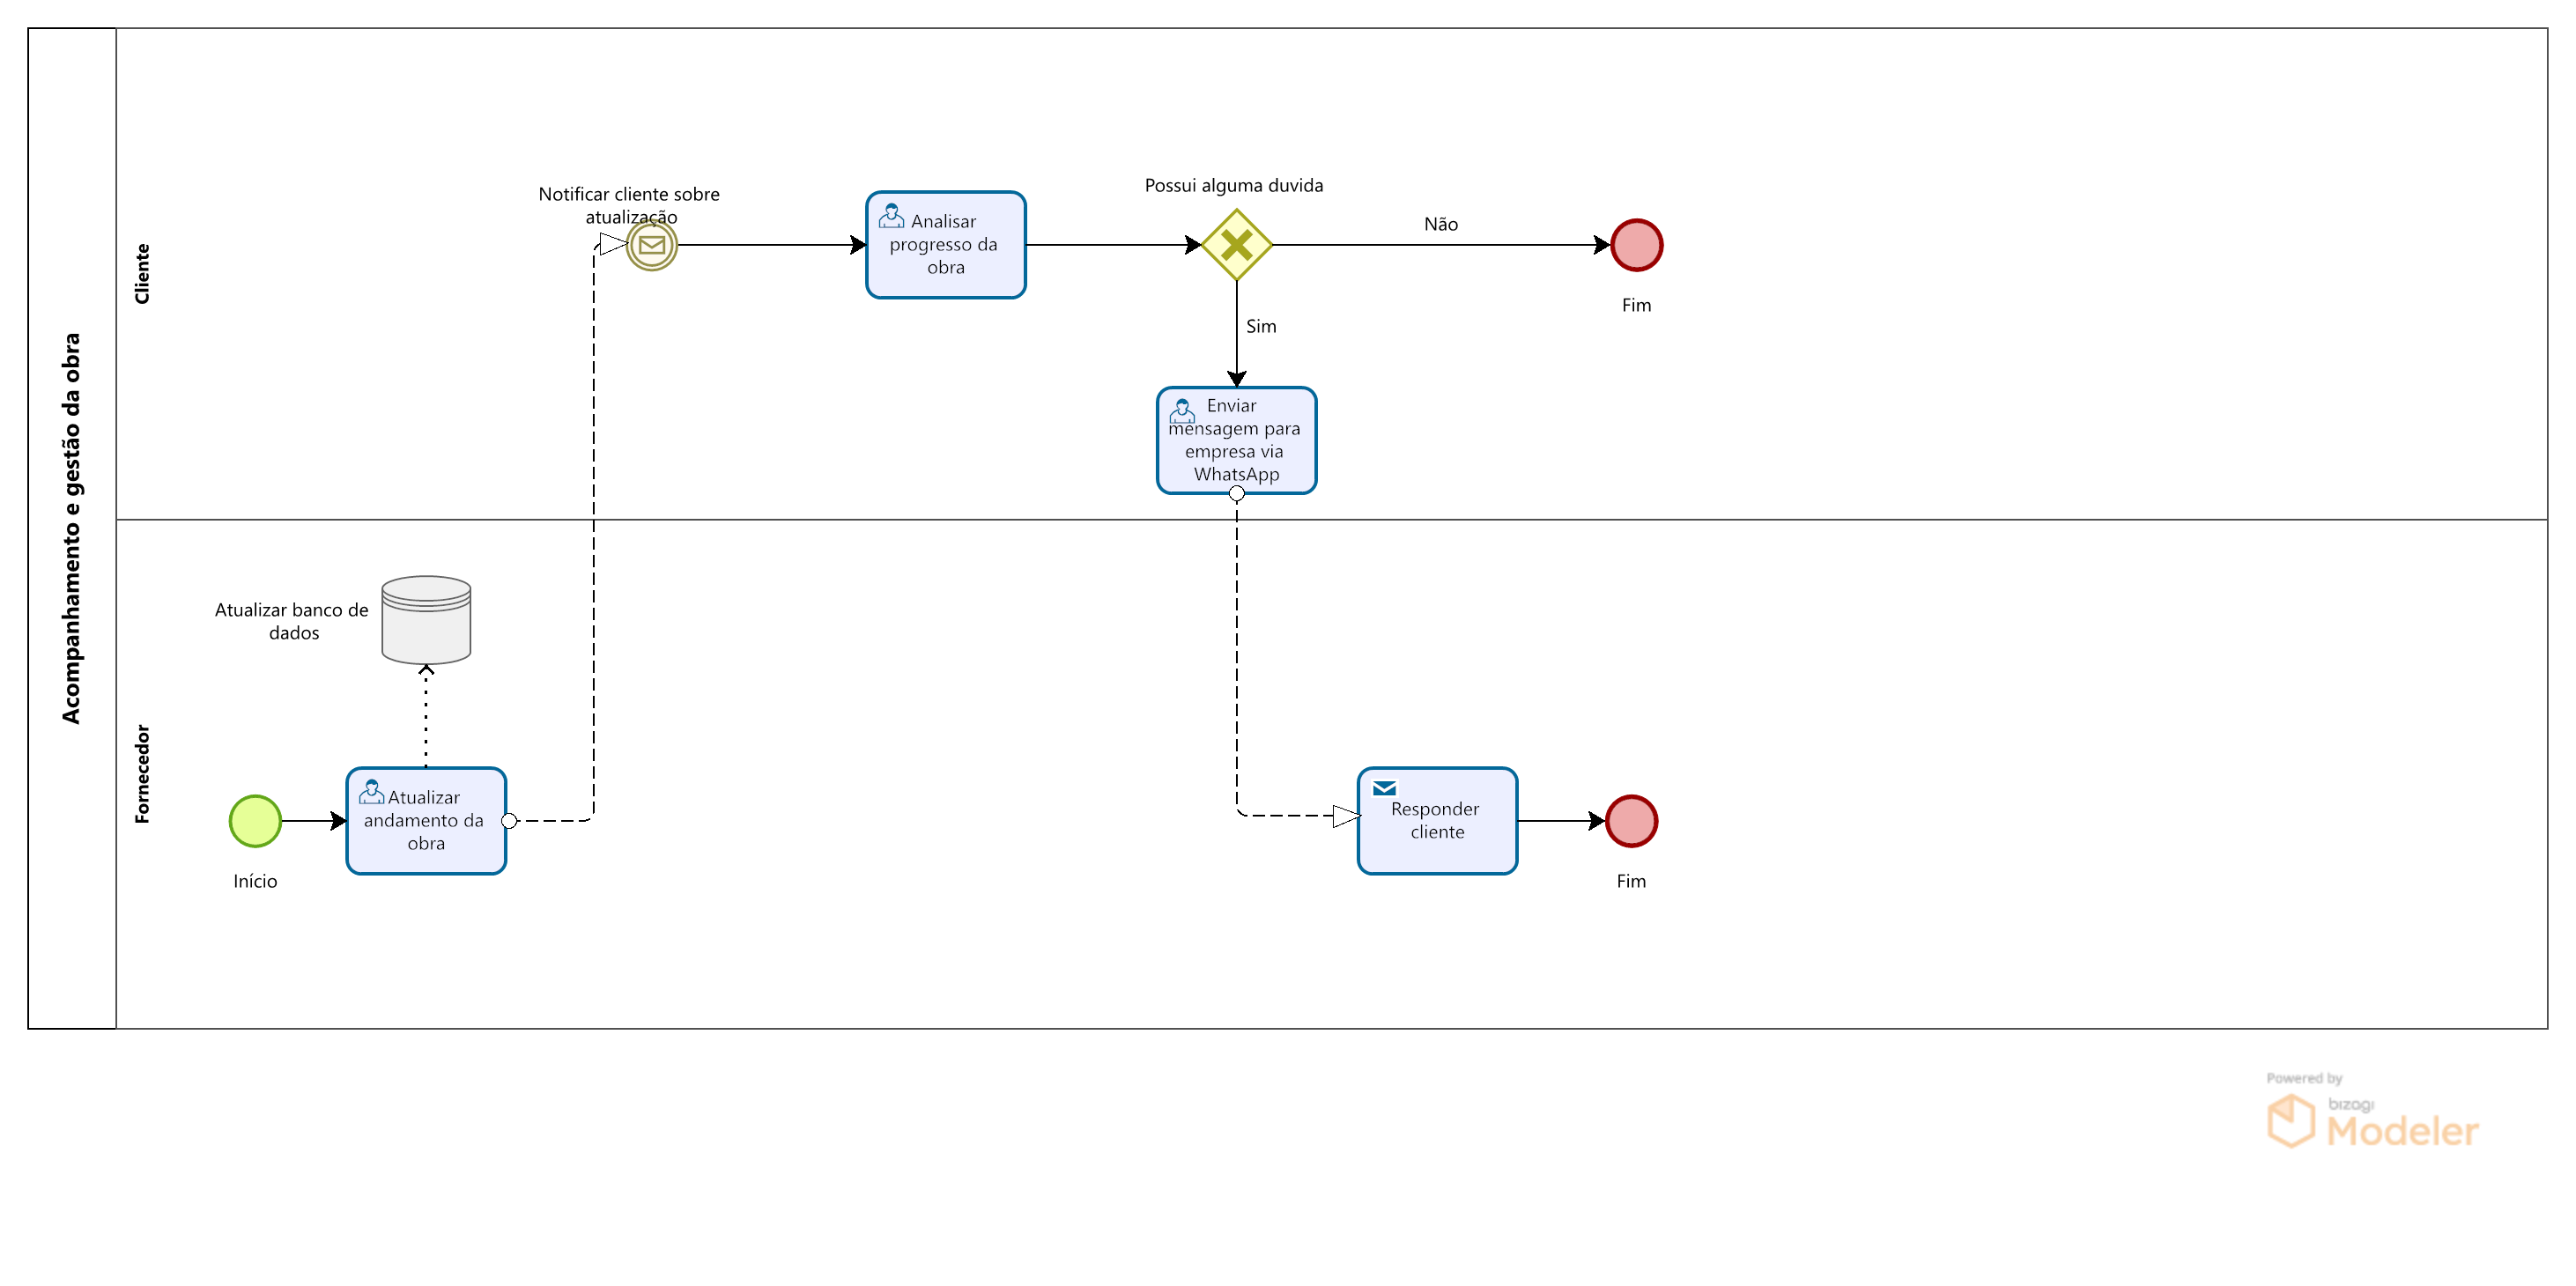 Acompanhamento e gestão da obra
Cliente
Notificar cliente sobre
atualização
Analisar
progresso da
obra
Possui alguma duvida
Não
Fim
Sim
Enviar
mensagem para
empresa via
WhatsApp
Fornecedor
Atualizar banco de
dados
Início
Atualizar
andamento da
obra
Responder
cliente
Fim
Powered by
bizagi
Modeler